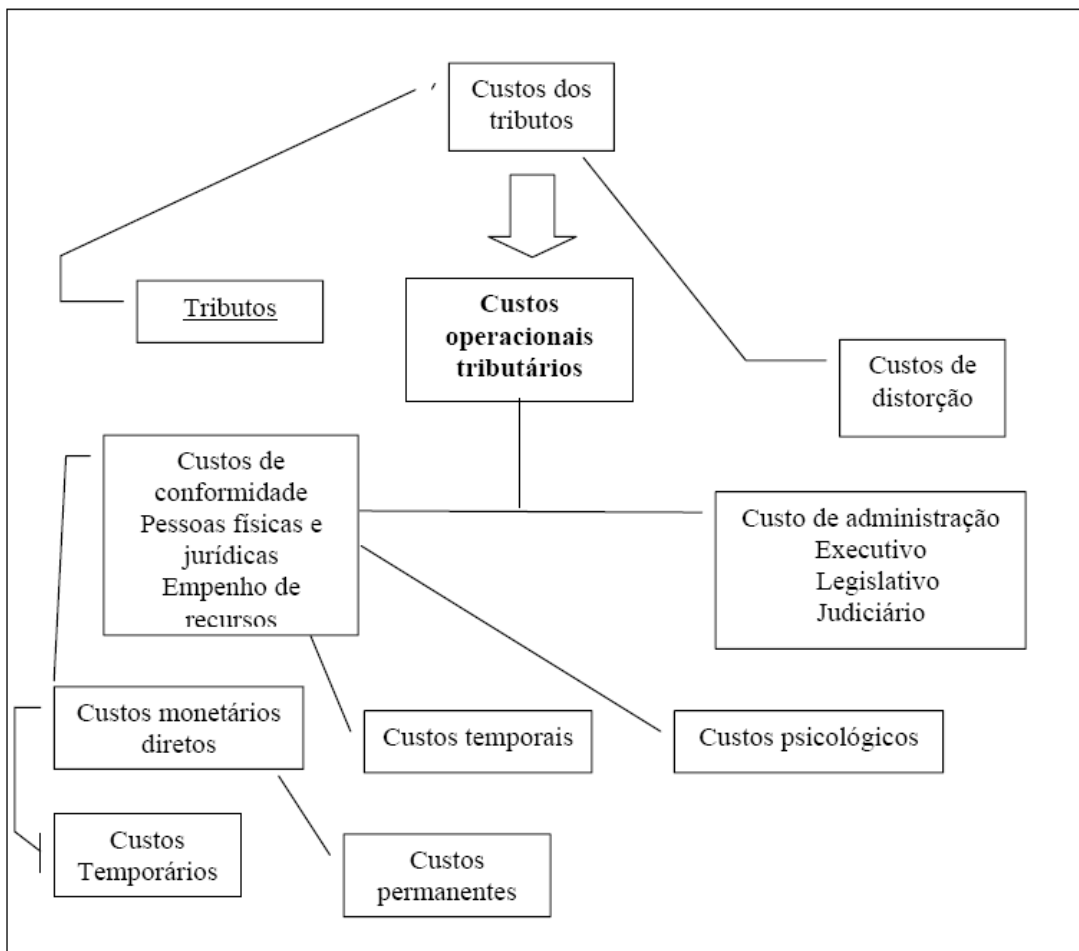 Custos dos
tributos
Tributos
Custos
operacionais
tributários
Custos de
distorção
Custos de
conformidade
Pessoas físicas e
jurídicas
Empenho de
recursos
Custo de administração
Executivo
Legislativo
Judiciário
Custos monetários
diretos
Custos temporais
Custos psicológicos
Custos
Temporários
Custos
permanentes